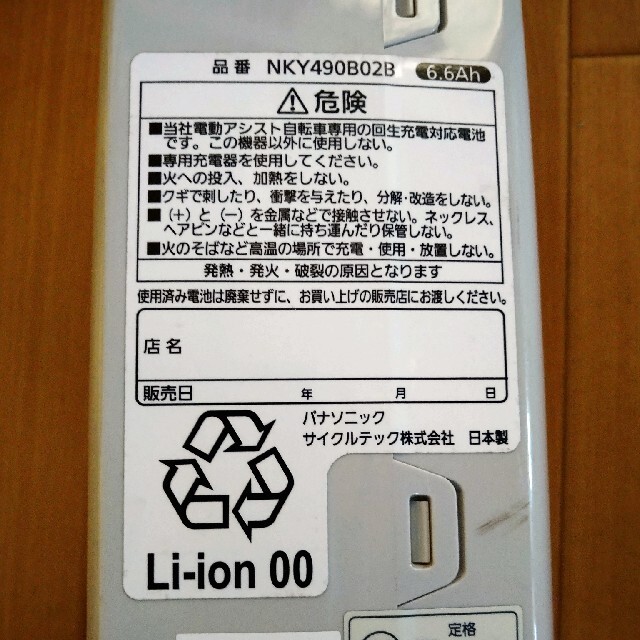 品番 NKY490B02B 6.6Ah
⚠危険
■当社電動アシスト自転車専用の回生充電対応電池
です。この機器以外に使用しない。
■専用充電器を使用してください。
■火への投入、加熱をしない。
■クギで刺したり、衝撃を与えたり、分解・改造をしない。
■(+)と(−)を金属などで接触させない。ネックレス、
ヘアピンなどと一緒に持ち運んだり保管しない。
■火のそばなど高温の場所で充電・使用・放置しない。
発熱・発火・破裂の原因となります
使用済み電池は廃棄せずに、お買い上げの販売店にお渡しください。
店名
販売日 年 月 日
パナソニック
サイクルテック株式会社 日本製
Li-ion 00
定格